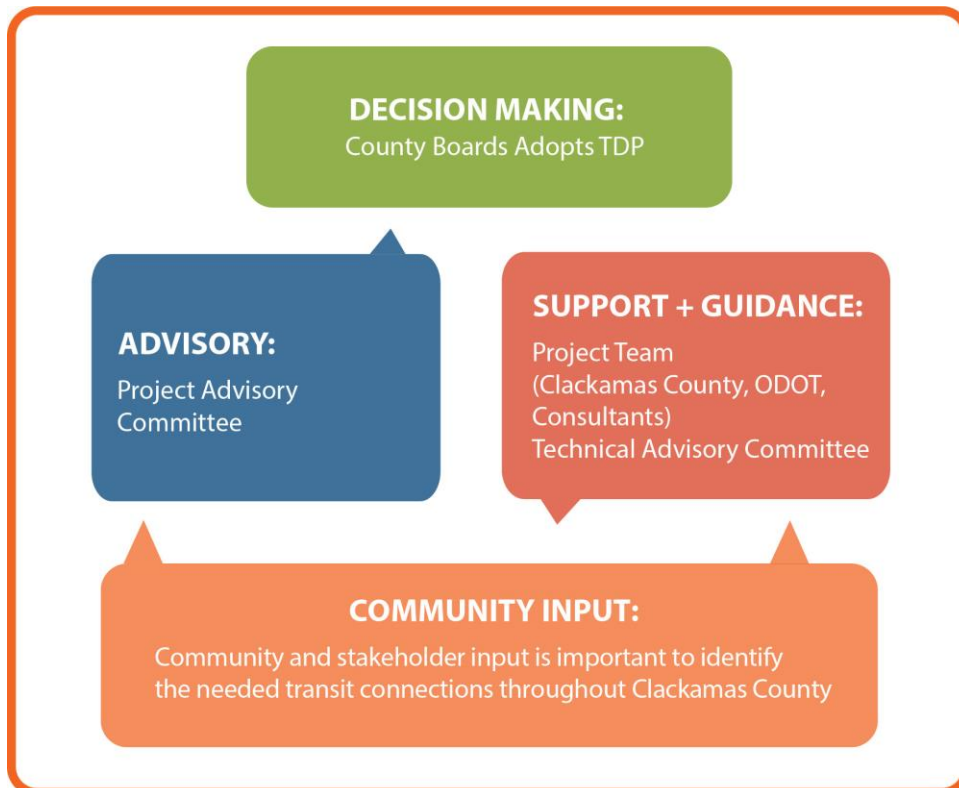 DECISION MAKING:
County Boards Adopts TDP
ADVISORY:
Project Advisory
Committee
SUPPORT + GUIDANCE:
Project Team
(Clackamas County, ODOT,
Consultants)
Technical Advisory Committee
COMMUNITY INPUT:
Community and stakeholder input is important to identify
the needed transit connections throughout Clackamas County